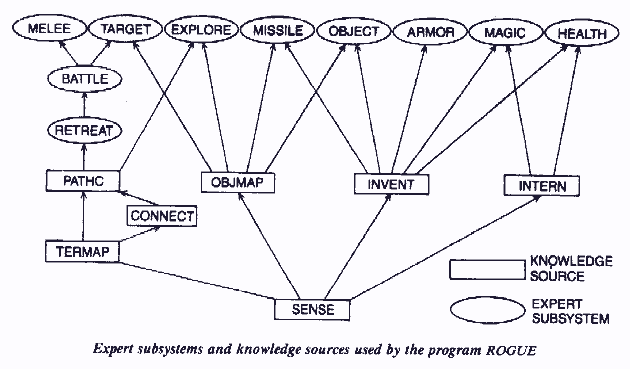 MELEE TARGET EXPLORE MISSILE OBJECT ARMOR MAGIC HEALTH
BATTLE
RETREAT
PATHC OBJMAP INVENT INTERN
CONNECT
TERMAP
SENSE
KNOWLEDGE
SOURCE
EXPERT
SUBSYSTEM
Expert subsystems and knowledge sources used by the program ROGUE